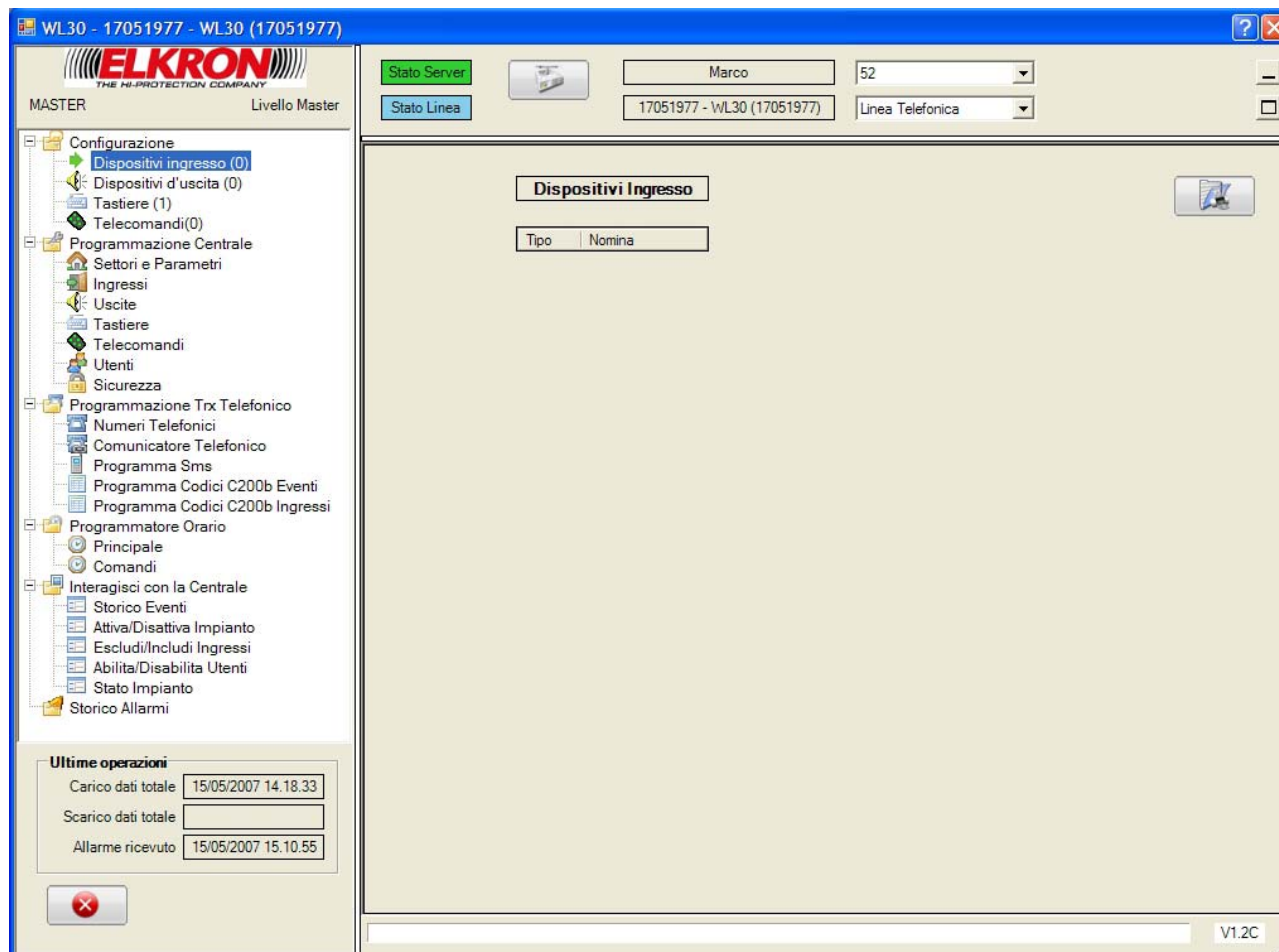 WL30 - 17051977 - WL30 (17051977)
ELKRON
THE HI-PROTECTION COMPANY
MASTER Livello Master
Stato Server Marco 52
Stato Linea 17051977 - WL30 (17051977) Linea Telefonica
Configurazione
Dispositivi ingresso (0)
Dispositivi d'uscita (0)
Tastiere (1)
Telecomandi(0)
Programmazione Centrale
Settori e Parametri
Ingressi
Uscite
Tastiere
Telecomandi
Utenti
Sicurezza
Programmazione Trx Telefonico
Numeri Telefonici
Comunicatore Telefonico
Programma Sms
Programma Codici C200b Eventi
Programma Codici C200b Ingressi
Programmatore Orario
Principale
Comandi
Interagisci con la Centrale
Storico Eventi
Attiva/Disattiva Impianto
Escludi/Includi Ingressi
Abilita/Disabilita Utenti
Stato Impianto
Storico Allarmi
Ultime operazioni
Carico dati totale 15/05/2007 14.18.33
Scarico dati totale
Allarme ricevuto 15/05/2007 15.10.55
Dispositivi Ingresso
Tipo Nomina
V1.2C